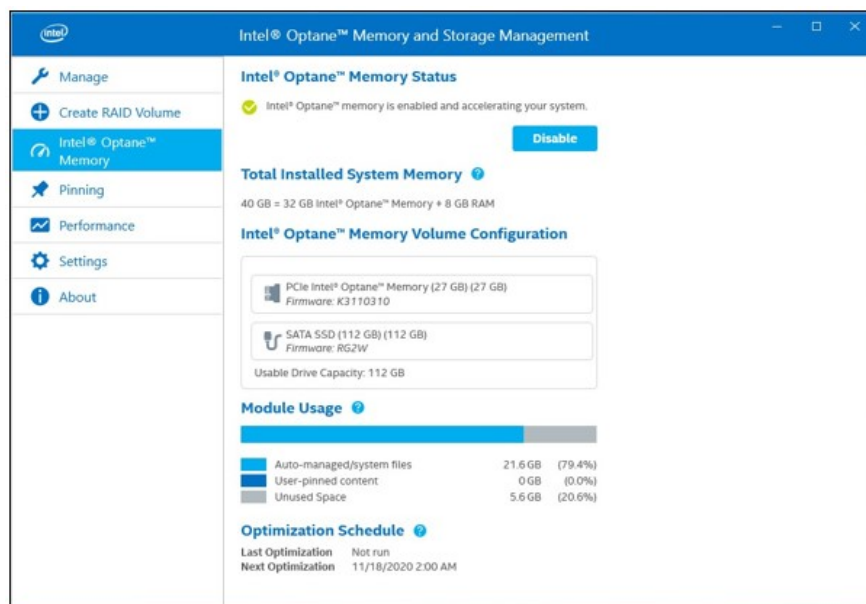 intel
Intel® Optane™ Memory and Storage Management
Manage
Create RAID Volume
Intel® Optane™
Memory
Pinning
Performance
Settings
About
Intel® Optane™ Memory Status
Intel® Optane™ memory is enabled and accelerating your system.
Disable
Total Installed System Memory ?
40 GB = 32 GB Intel® Optane™ Memory + 8 GB RAM
Intel® Optane™ Memory Volume Configuration
PCIe Intel® Optane™ Memory (27 GB) (27 GB)
Firmware: K3110310
SATA SSD (112 GB) (112 GB)
Firmware: RG2W
Usable Drive Capacity: 112 GB
Module Usage ?
Auto-managed/system files 21.6 GB (79.4%)
User-pinned content 0 GB (0.0%)
Unused Space 5.6 GB (20.6%)
Optimization Schedule ?
Last Optimization Not run
Next Optimization 11/18/2020 2:00 AM